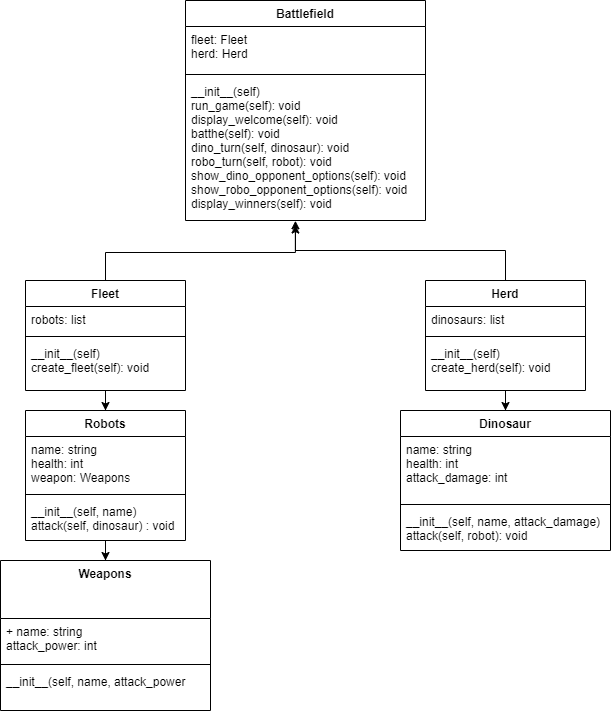 Battlefield
fleet: Fleet
herd: Herd
__init__(self)
run_game(self): void
display_welcome(self): void
batthe(self): void
dino_turn(self, dinosaur): void
robo_turn(self, robot): void
show_dino_opponent_options(self): void
show_robo_opponent_options(self): void
display_winners(self): void
Fleet
robots: list
__init__(self)
create_fleet(self): void
Herd
dinosaurs: list
__init__(self)
create_herd(self): void
Robots
name: string
health: int
weapon: Weapons
__init__(self, name)
attack(self, dinosaur) : void
Dinosaur
name: string
health: int
attack_damage: int
__init__(self, name, attack_damage)
attack(self, robot): void
Weapons
+ name: string
attack_power: int
__init__(self, name, attack_power